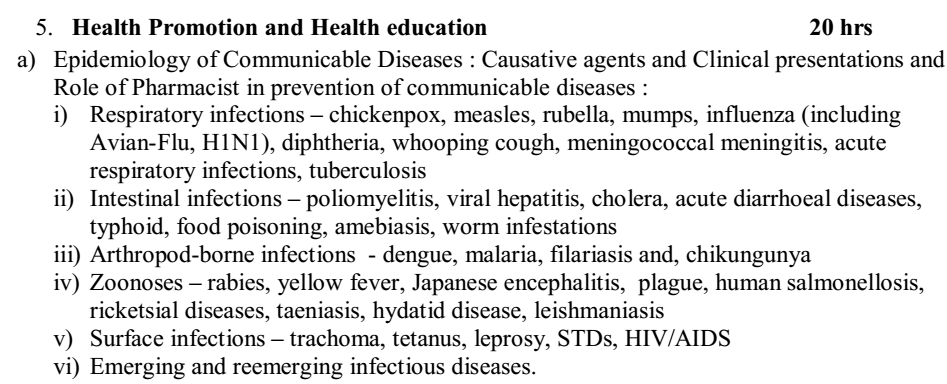 5. Health Promotion and Health education 20 hrs
a) Epidemiology of Communicable Diseases : Causative agents and Clinical presentations and
Role of Pharmacist in prevention of communicable diseases :
i) Respiratory infections – chickenpox, measles, rubella, mumps, influenza (including
Avian-Flu, H1N1), diphtheria, whooping cough, meningococcal meningitis, acute
respiratory infections, tuberculosis
ii) Intestinal infections – poliomyelitis, viral hepatitis, cholera, acute diarrhoeal diseases,
typhoid, food poisoning, amebiasis, worm infestations
iii) Arthropod-borne infections - dengue, malaria, filariasis and, chikungunya
iv) Zoonoses – rabies, yellow fever, Japanese encephalitis, plague, human salmonellosis,
ricketsial diseases, taeniasis, hydatid disease, leishmaniasis
v) Surface infections – trachoma, tetanus, leprosy, STDs, HIV/AIDS
vi) Emerging and reemerging infectious diseases.